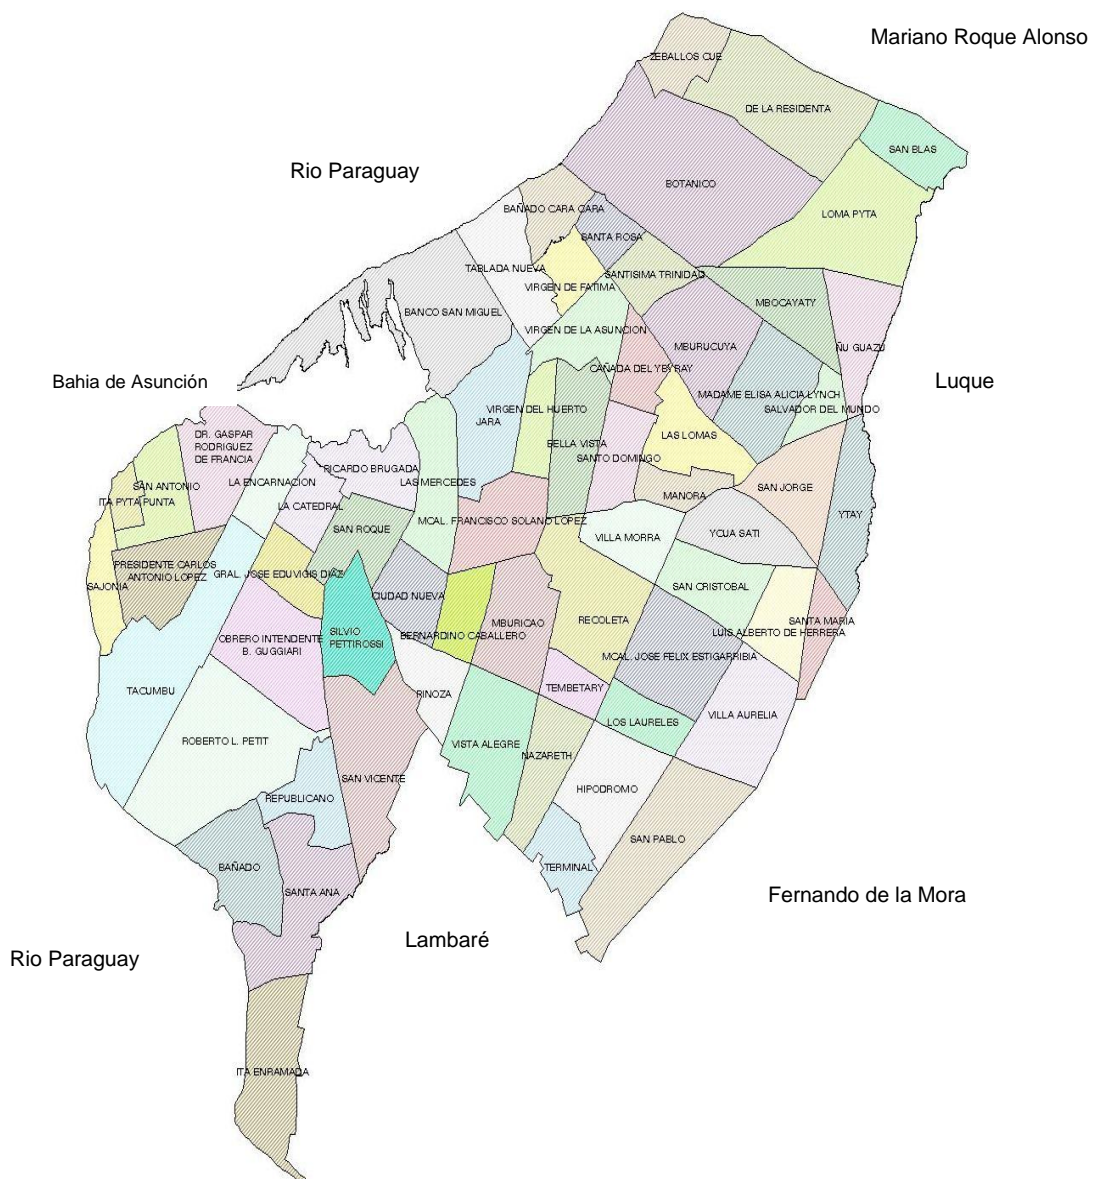 Mariano Roque Alonso
ZEBALLOS CUE
DE LA RESIDENTA
SAN BLAS
Rio Paraguay
BOTANICO
LOMA PYTA
BAÑADO CARA CARA
SANTA ROSA
TABLADA NUEVA
SANTISIMA TRINIDAD
VIRGEN DE FATIMA
MBOCAYATY
BANCO SAN MIGUEL
VIRGEN DE LA ASUNCION
MBURUCUYA
ÑU GUAZU
CAÑADA DEL YBYRAY
Bahia de Asunción
Luque
MADAME ELISA ALICIA LYNCH
VIRGEN DEL HUERTO
SALVADOR DEL MUNDO
JARA
DR. GASPAR
RODRIGUEZ
DE FRANCIA
BELLA VISTA
LAS LOMAS
SANTO DOMINGO
RICARDO BRUGADA
LA ENCARNACION
LAS MERCEDES
SAN ANTONIO
ITA PYTA PUNTA
MANORA
SAN JORGE
YTAY
LA CATEDRAL
MCAL. FRANCISCO SOLANO LOPEZ
SAN ROQUE
VILLA MORRA
YCUA SATI
PRESIDENTE CARLOS
ANTONIO LOPEZ
GRAL. JOSE EDUVIGIS DIAZ
SAJONIA
CIUDAD NUEVA
SAN CRISTOBAL
MBURICAO
RECOLETA
SANTA MARIA
LUIS ALBERTO DE HERRERA
SILVIO
PETTIROSSI
BERNARDINO CABALLERO
OBRERO INTENDENTE
B. GUGGIARI
MCAL. JOSE FELIX ESTIGARRIBIA
TACUMBU
PINOZA
TEMBETARY
VILLA AURELIA
LOS LAURELES
ROBERTO L. PETIT
VISTA ALEGRE
NAZARETH
SAN VICENTE
HIPODROMO
REPUBLICANO
SAN PABLO
BAÑADO
TERMINAL
SANTA ANA
Fernando de la Mora
Lambaré
Rio Paraguay
ITA ENRAMADA